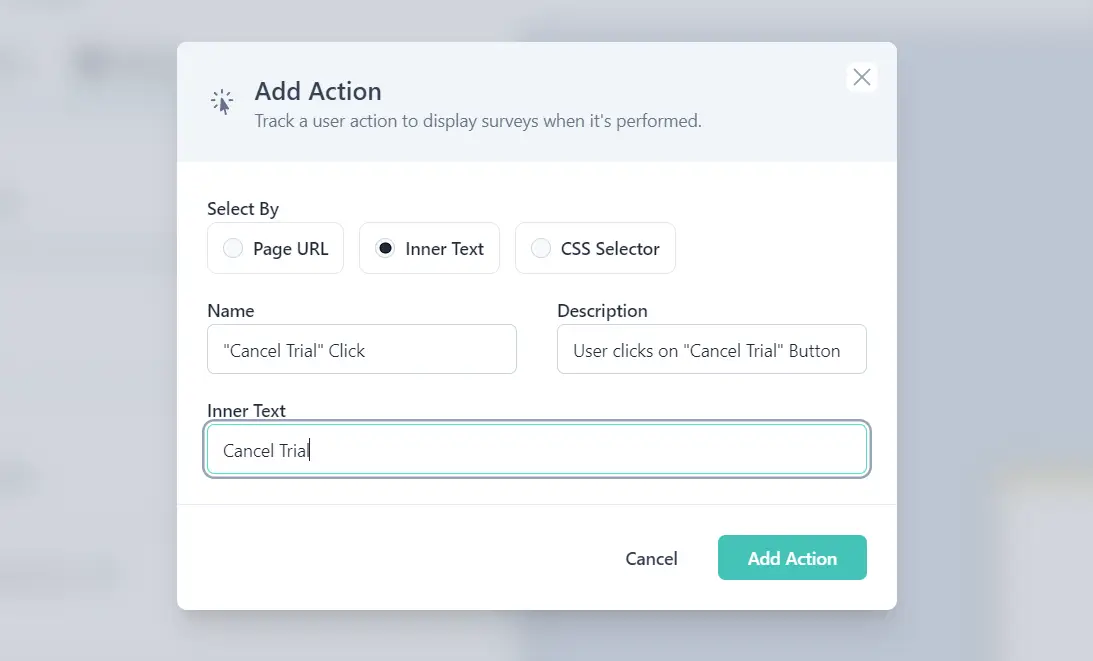 Add Action
Track a user action to display surveys when it's performed.
Select By
Page URL
Inner Text
CSS Selector
Name
Description
"Cancel Trial" Click
User clicks on "Cancel Trial" Button
Inner Text
Cancel Trial
Cancel
Add Action